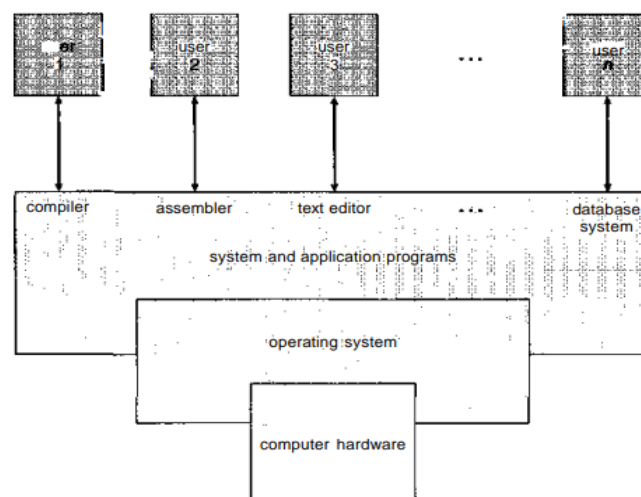 1
user
2
user
3
...
user
n
compiler
assembler
text editor
...
database
system
system and application programs
operating system
computer hardware